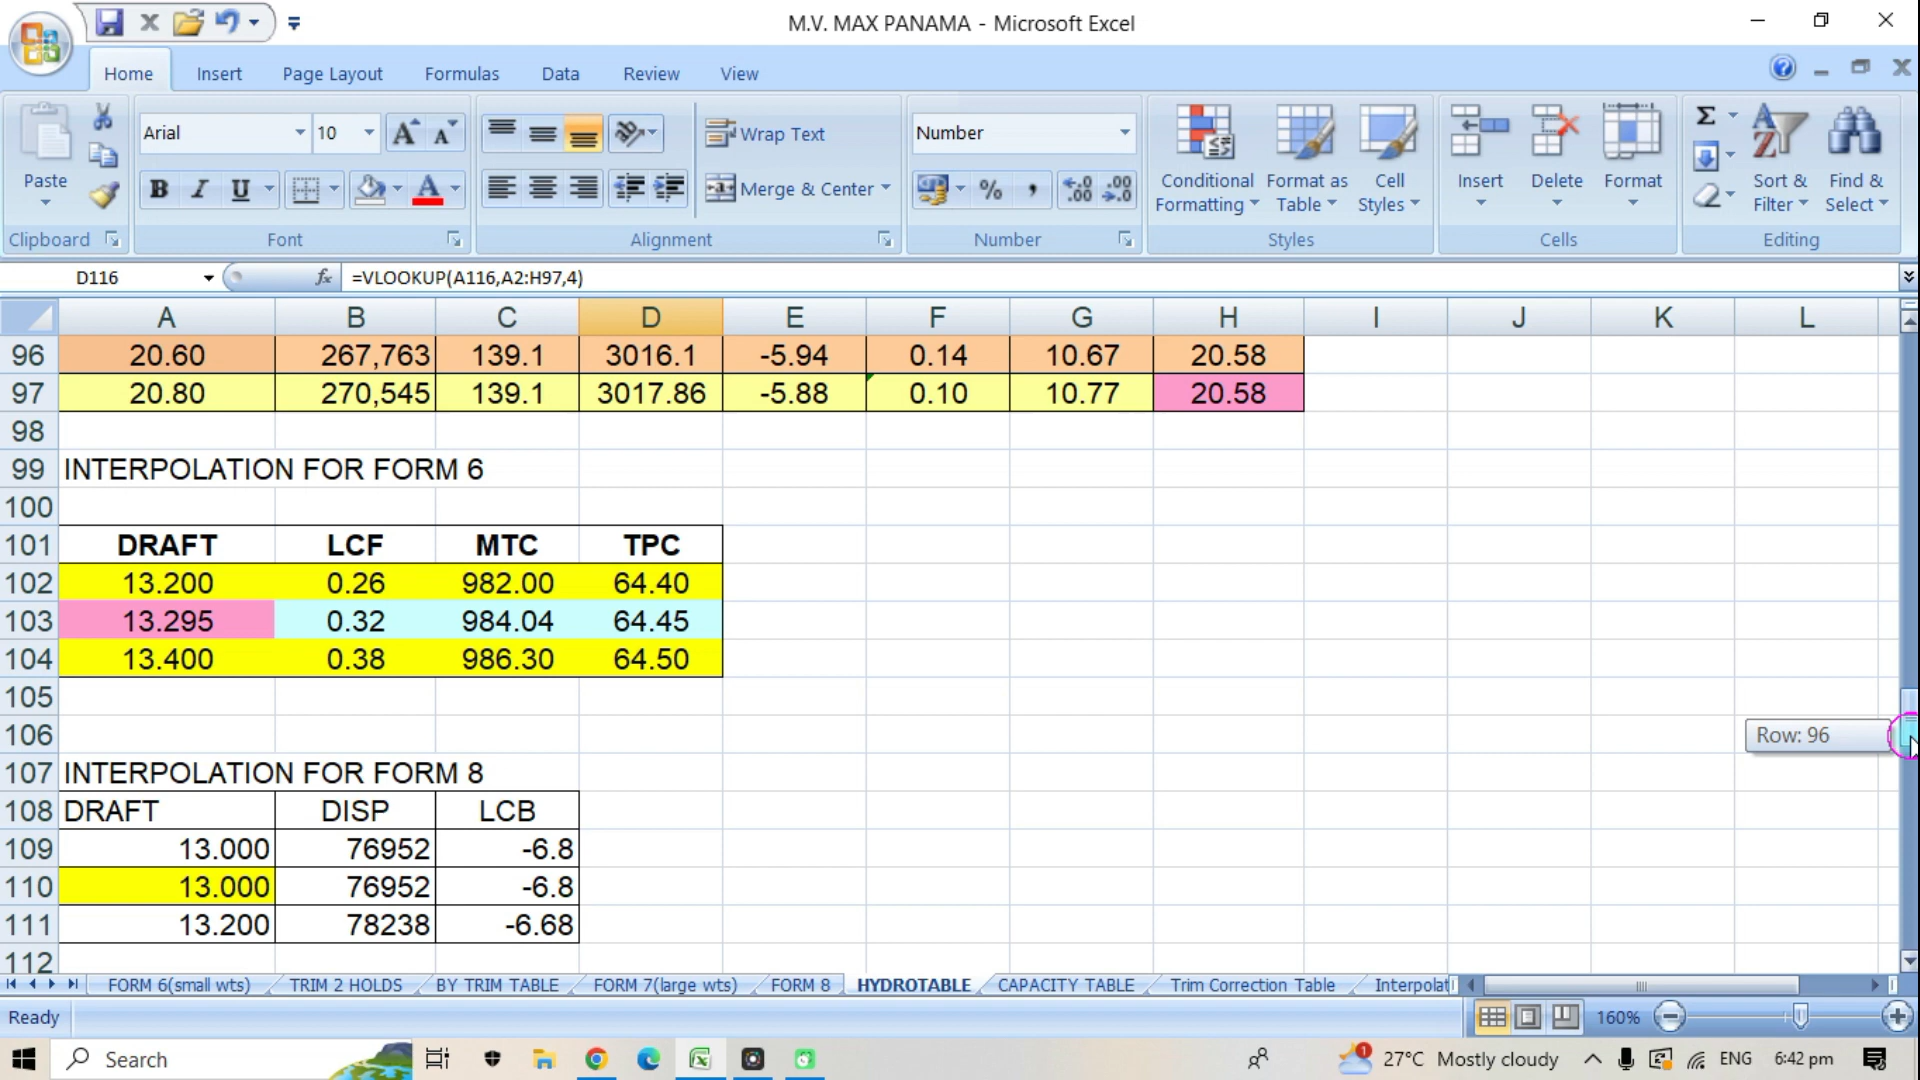 M.V. MAX PANAMA - Microsoft Excel
Home Insert Page Layout Formulas Data Review View
Paste
Arial 10
B I U
Wrap Text
Merge & Center
Number
Conditional Formatting
Format as Table
Cell Styles
Insert
Delete
Format
Sort & Filter
Find & Select
Clipboard Font Alignment Number Styles Cells Editing
D116 fx =VLOOKUP(A116,A2:H97,4)
A B C D E F G H I J K L
96 20.60 267,763 139.1 3016.1 -5.94 0.14 10.67 20.58
97 20.80 270,545 139.1 3017.86 -5.88 0.10 10.77 20.58
98
99 INTERPOLATION FOR FORM 6
100
101 DRAFT LCF MTC TPC
102 13.200 0.26 982.00 64.40
103 13.295 0.32 984.04 64.45
104 13.400 0.38 986.30 64.50
105
106 Row: 96
107 INTERPOLATION FOR FORM 8
108 DRAFT DISP LCB
109 13.000 76952 -6.8
110 13.000 76952 -6.8
111 13.200 78238 -6.68
112
FORM 6(small wts) TRIM 2 HOLDS BY TRIM TABLE FORM 7(large wts) FORM 8 HYDROTABLE CAPACITY TABLE Trim Correction Table Interpolat
Ready 160%
Search 27°C Mostly cloudy ENG 6:42 pm